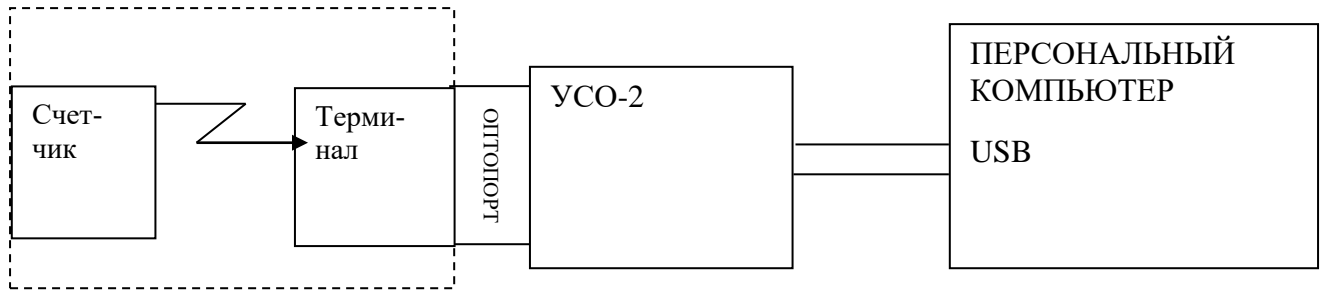 Счет-
чик
Терми-
нал
ОПТОПОРТ
УСО-2
ПЕРСОНАЛЬНЫЙ
КОМПЬЮТЕР
USB